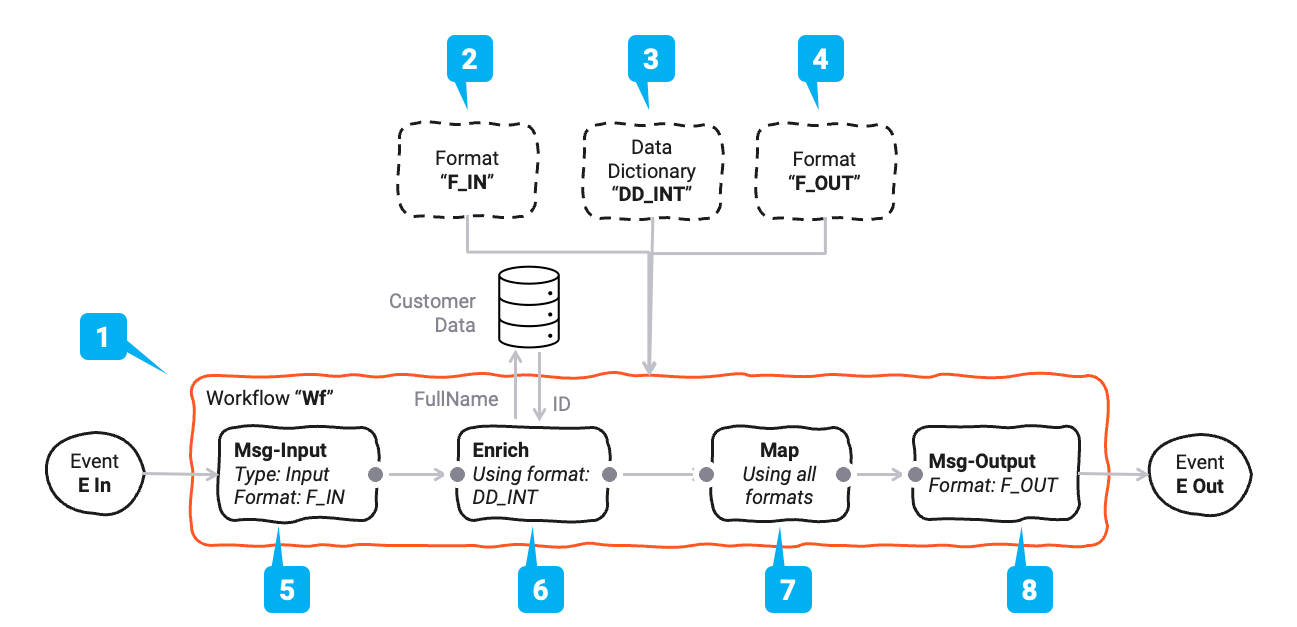 2
3
4
Format
“F_IN”
Data
Dictionary
“DD_INT”
Format
“F_OUT”
Customer
Data
1
Workflow “Wf”
FullName
ID
Event
E In
Msg-Input
Type: Input
Format: F_IN
Enrich
Using format:
DD_INT
Map
Using all
formats
Msg-Output
Format: F_OUT
Event
E Out
5
6
7
8